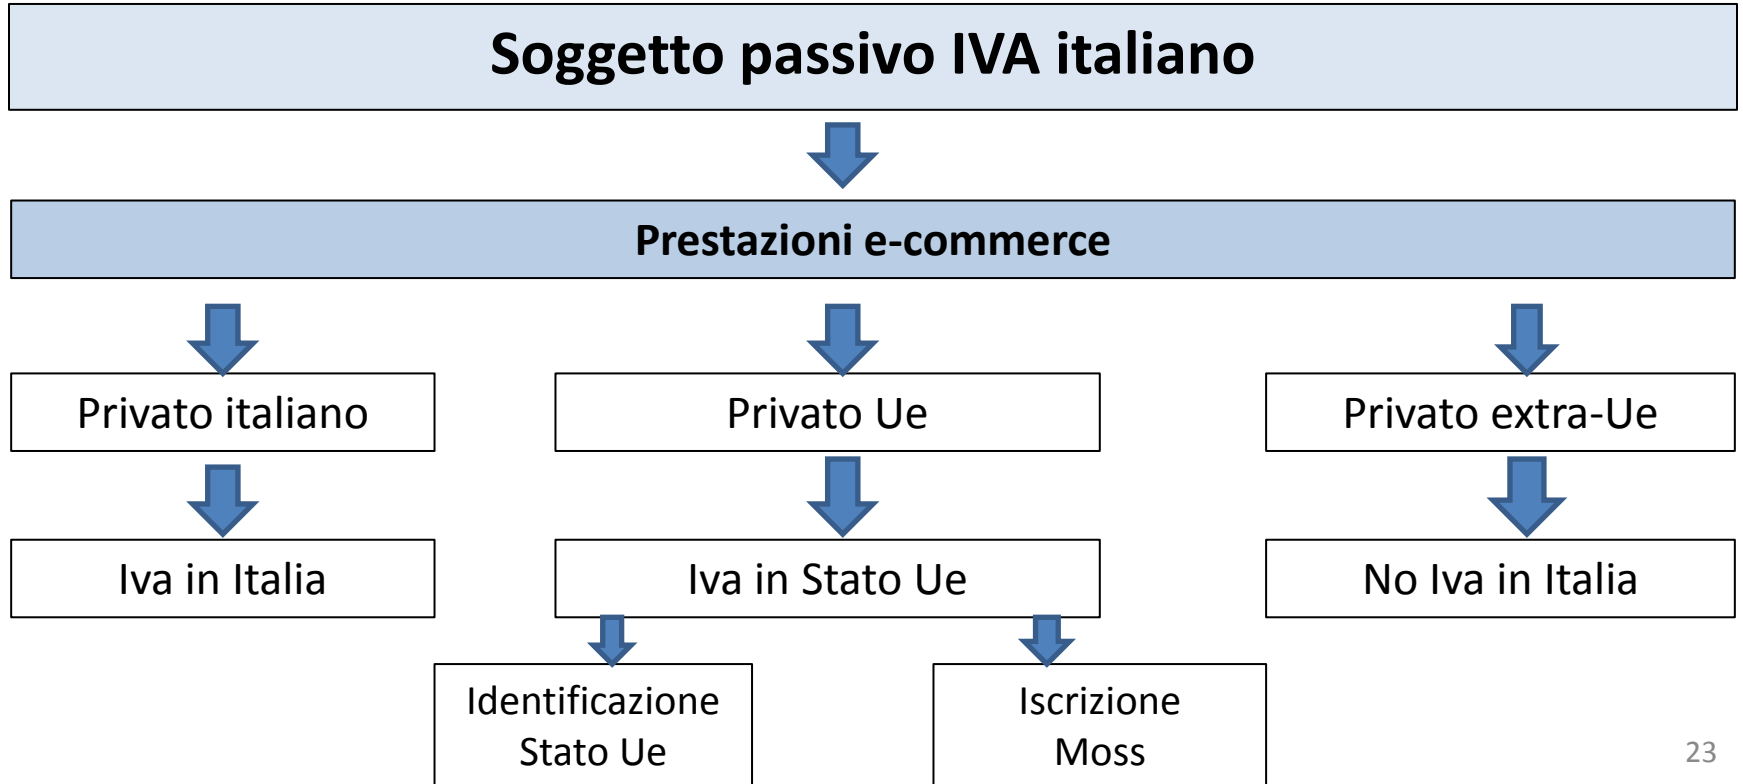 Soggetto passivo IVA italiano
Prestazioni e-commerce
Privato italiano
Privato Ue
Privato extra-Ue
Iva in Italia
Iva in Stato Ue
No Iva in Italia
Identificazione
Stato Ue
Iscrizione
Moss
23